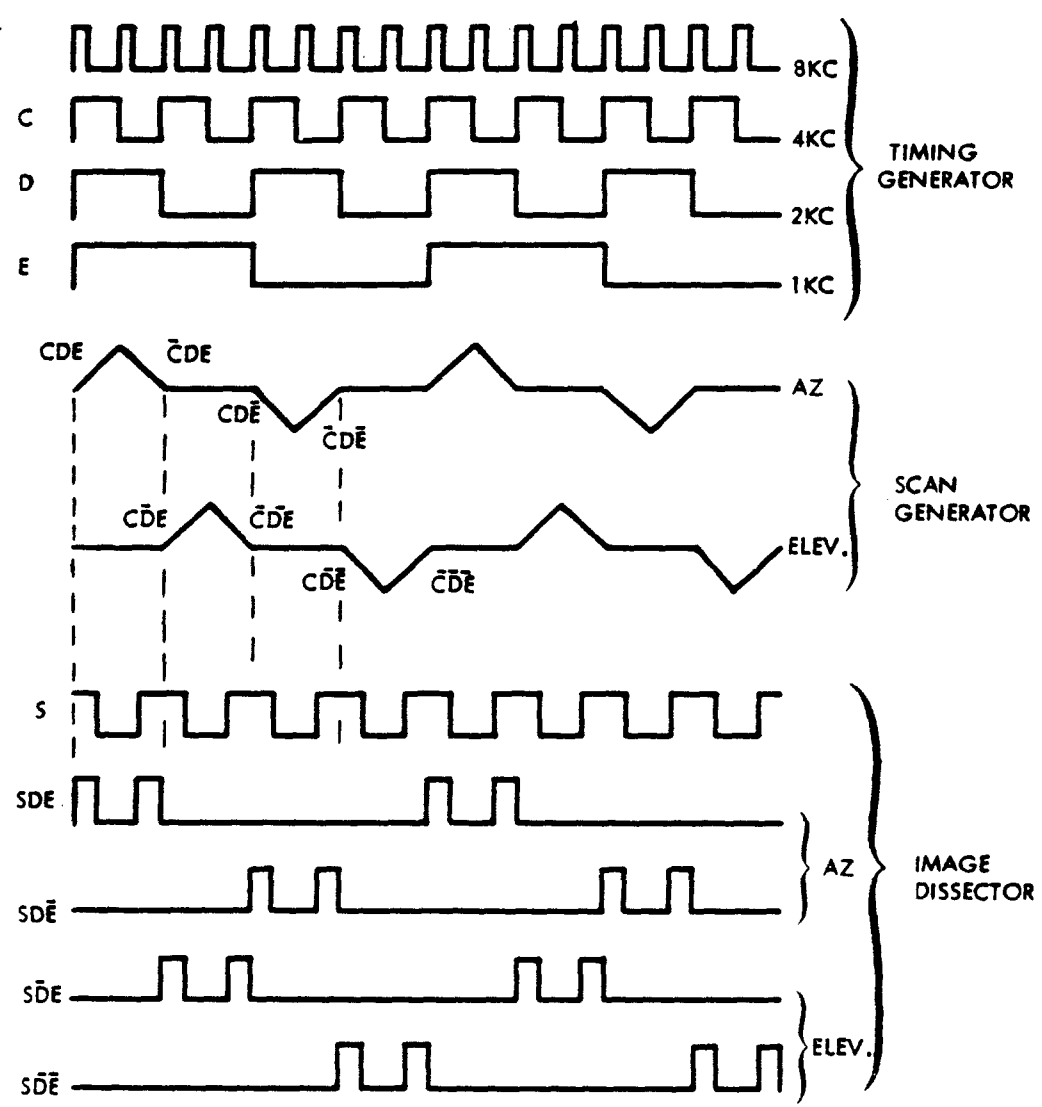 8KC
C
4KC
TIMING
GENERATOR
D
2KC
E
1KC
CDE
C̄DE
AZ
CDĒ
C̄DĒ
SCAN
GENERATOR
CD̄E
C̄D̄E
ELEV.
CD̄Ē
C̄D̄Ē
S
SDE
AZ
IMAGE
DISSECTOR
SDĒ
SD̄E
ELEV.
SD̄Ē